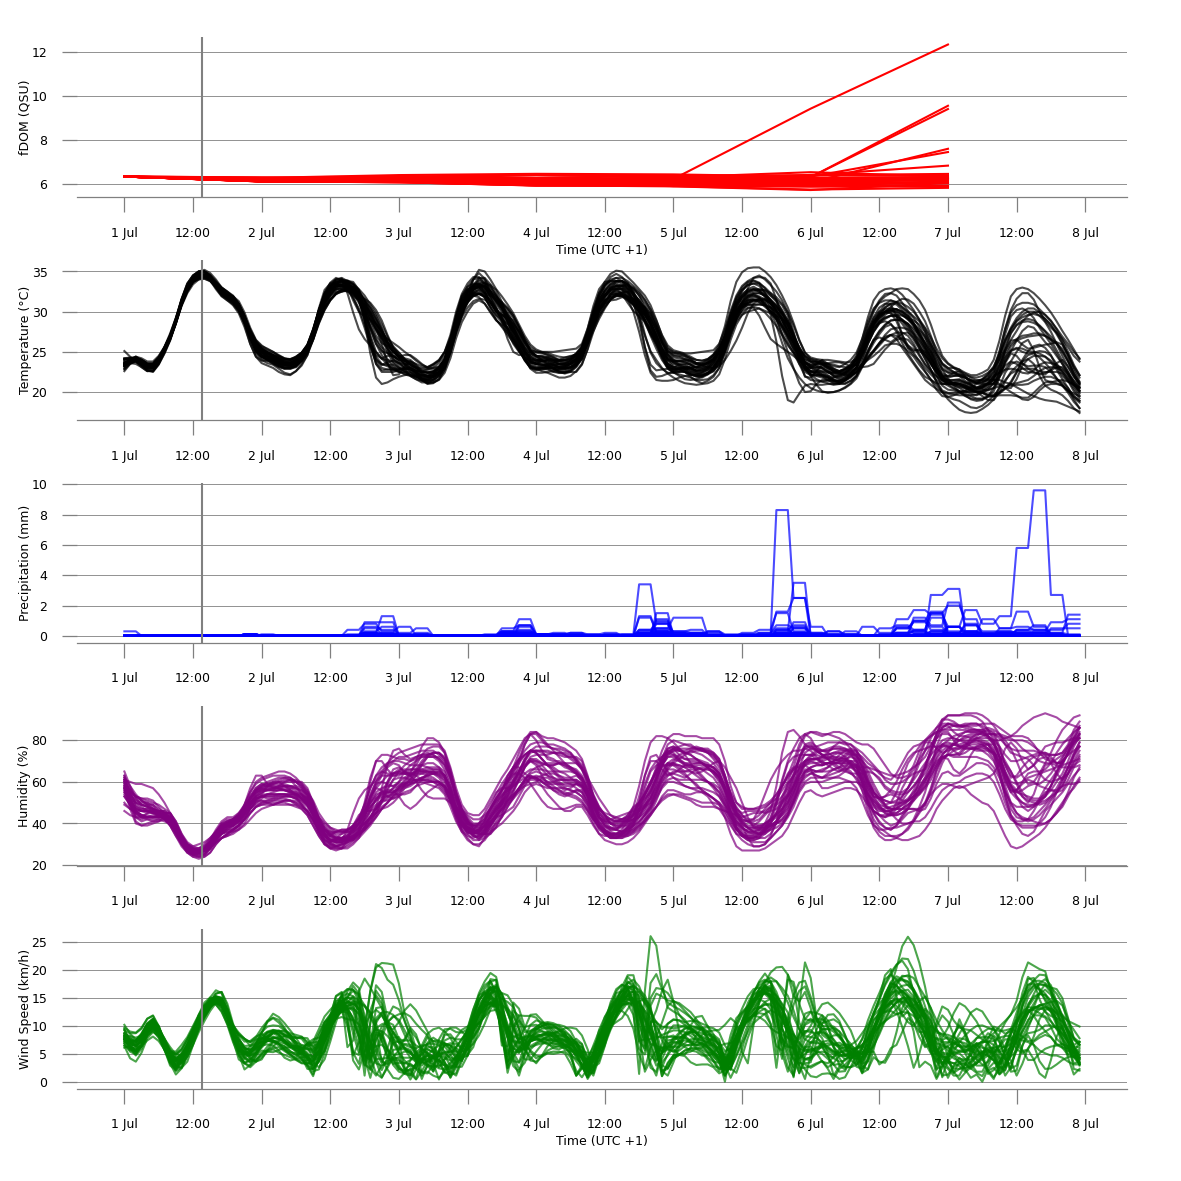 fDOM (QSU)
12
10
8
6
1 Jul 12:00 2 Jul 12:00 3 Jul 12:00 4 Jul 12:00 5 Jul 12:00 6 Jul 12:00 7 Jul 12:00 8 Jul
Time (UTC +1)
Temperature (°C)
35
30
25
20
1 Jul 12:00 2 Jul 12:00 3 Jul 12:00 4 Jul 12:00 5 Jul 12:00 6 Jul 12:00 7 Jul 12:00 8 Jul
Precipitation (mm)
10
8
6
4
2
0
1 Jul 12:00 2 Jul 12:00 3 Jul 12:00 4 Jul 12:00 5 Jul 12:00 6 Jul 12:00 7 Jul 12:00 8 Jul
Humidity (%)
80
60
40
20
1 Jul 12:00 2 Jul 12:00 3 Jul 12:00 4 Jul 12:00 5 Jul 12:00 6 Jul 12:00 7 Jul 12:00 8 Jul
Wind Speed (km/h)
25
20
15
10
5
0
1 Jul 12:00 2 Jul 12:00 3 Jul 12:00 4 Jul 12:00 5 Jul 12:00 6 Jul 12:00 7 Jul 12:00 8 Jul
Time (UTC +1)